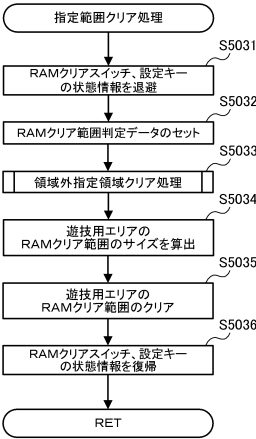 指定範囲クリア処理
S5031
RAMクリアスイッチ、設定キー
の状態情報を退避
S5032
RAMクリア範囲判定データのセット
S5033
領域外指定領域クリア処理
S5034
遊技用エリアの
RAMクリア範囲のサイズを算出
S5035
遊技用エリアの
RAMクリア範囲のクリア
S5036
RAMクリアスイッチ、設定キー
の状態情報を復帰
RET